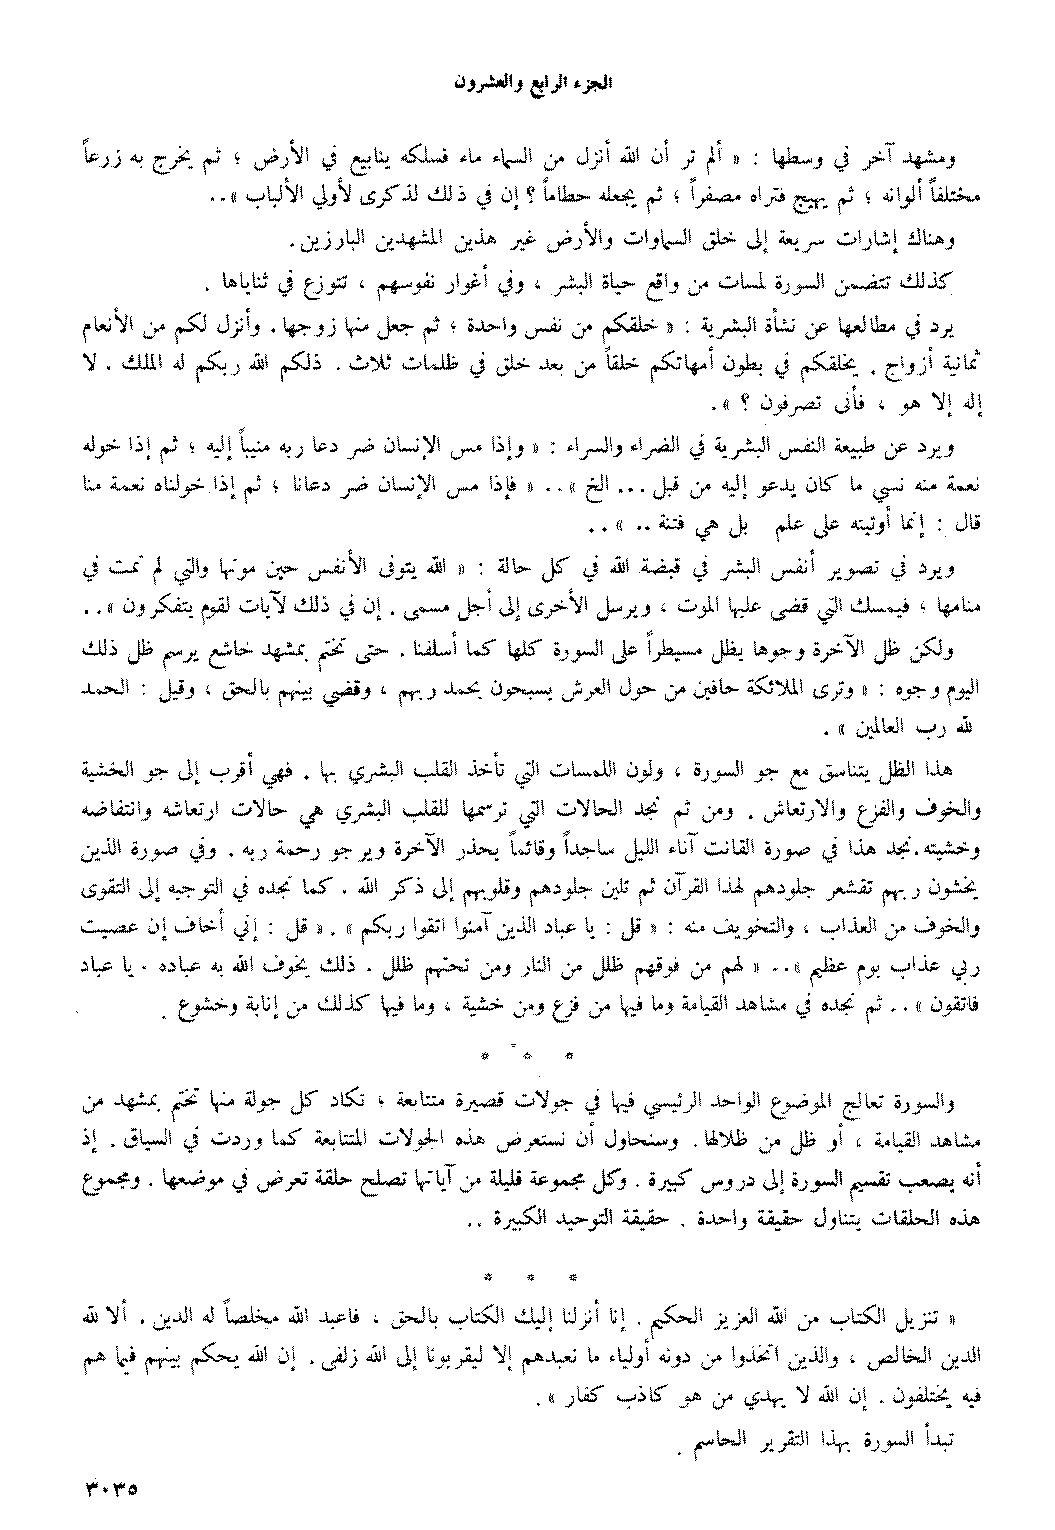 الجزء الرابع والعشرون
ومشهد آخر في وسطها : « ألم تر أن الله أنزل من السماء ماء فسلكه ينابيع في الأرض ؛ ثم يخرج به زرعاً
مختلفاً ألوانه ؛ ثم يهيج فتراه مصفراً ؛ ثم يجعله حطاماً ؟ إن في ذلك لذكرى لأولي الألباب »..
وهناك إشارات سريعة إلى خلق السماوات والأرض غير هذين المشهدين البارزين.
كذلك تتضمن السورة لمسات من واقع حياة البشر ، وفي أغوار نفوسهم ، تتوزع في ثناياها .
يرد في مطالعها عن نشأة البشرية : « خلقكم من نفس واحدة ؛ ثم جعل منها زوجها. وأنزل لكم من الأنعام
ثمانية أزواج . يخلقكم في بطون أمهاتكم خلقاً من بعد خلق في ظلمات ثلاث . ذلكم الله ربكم له الملك . لا
إله إلا هو ، فأنى تصرفون ؟ ».
ويرد عن طبيعة النفس البشرية في الضراء والسراء : « وإذا مس الإنسان ضر دعا ربه منيباً إليه ؛ ثم إذا خوله
نعمة منه نسي ما كان يدعو إليه من قبل ... الخ ».. « فإذا مس الإنسان ضر دعانا ؛ ثم إذا خولناه نعمة منا
قال : إنما أوتيته على علم بل هي فتنة .. » ..
ويرد في تصوير أنفس البشر في قبضة الله في كل حالة : « الله يتوفى الأنفس حين موتها والتي لم تمت في
منامها ؛ فيمسك التي قضى عليها الموت ، ويرسل الأخرى إلى أجل مسمى . إن في ذلك لآيات لقوم يتفكرون »..
ولكن ظل الآخرة وجوها يظل مسيطراً على السورة كلها كما أسلفنا . حتى تختم بمشهد خاشع يرسم ظل ذلك
اليوم وجوه : « وترى الملائكة حافين من حول العرش يسبحون بحمد ربهم ، وقضي بينهم بالحق ، وقيل : الحمد
لله رب العالمين » .
هذا الظل يتناسق مع جو السورة ، ولون اللمسات التي تأخذ القلب البشري بها . فهي أقرب إلى جو الخشية
والخوف والفزع والارتعاش . ومن ثم نجد الحالات التي ترسمها للقلب البشري هي حالات ارتعاشه وانتفاضه
وخشيته.نجد هذا في صورة القانت آناء الليل ساجداً وقائماً يحذر الآخرة ويرجو رحمة ربه . وفي صورة الذين
يخشون ربهم تقشعر جلودهم لهذا القرآن ثم تلين جلودهم وقلوبهم إلى ذكر الله . كما نجده في التوجيه إلى التقوى
والخوف من العذاب ، والتخويف منه : « قل : يا عباد الذين آمنوا اتقوا ربكم » . « قل : إني أخاف إن عصيت
ربي عذاب يوم عظيم ».. « لهم من فوقهم ظلل من النار ومن تحتهم ظلل . ذلك يخوف الله به عباده . يا عباد
فاتقون ».. ثم نجده في مشاهد القيامة وما فيها من فزع ومن خشية ، وما فيها كذلك من إنابة وخشوع .
* * *
والسورة تعالج الموضوع الواحد الرئيسي فيها في جولات قصيرة متتابعة ؛ تكاد كل جولة منها تختم بمشهد من
مشاهد القيامة ، أو ظل من ظلالها. وسنحاول أن نستعرض هذه الجولات المتتابعة كما وردت في السياق . إذ
أنه يصعب تقسيم السورة إلى دروس كبيرة . وكل مجموعة قليلة من آياتها تصلح حلقة تعرض في موضعها . ومجموع
هذه الحلقات يتناول حقيقة واحدة . حقيقة التوحيد الكبيرة ..
* * *
« تنزيل الكتاب من الله العزيز الحكيم. إنا أنزلنا إليك الكتاب بالحق ، فاعبد الله مخلصاً له الدين . ألا لله
الدين الخالص ، والذين اتخذوا من دونه أولياء ما نعبدهم إلا ليقربونا إلى الله زلفى. إن الله يحكم بينهم فيما هم
فيه يختلفون . إن الله لا يهدي من هو كاذب كفار ».
تبدأ السورة بهذا التقرير الحاسم .
٣٠٣٥